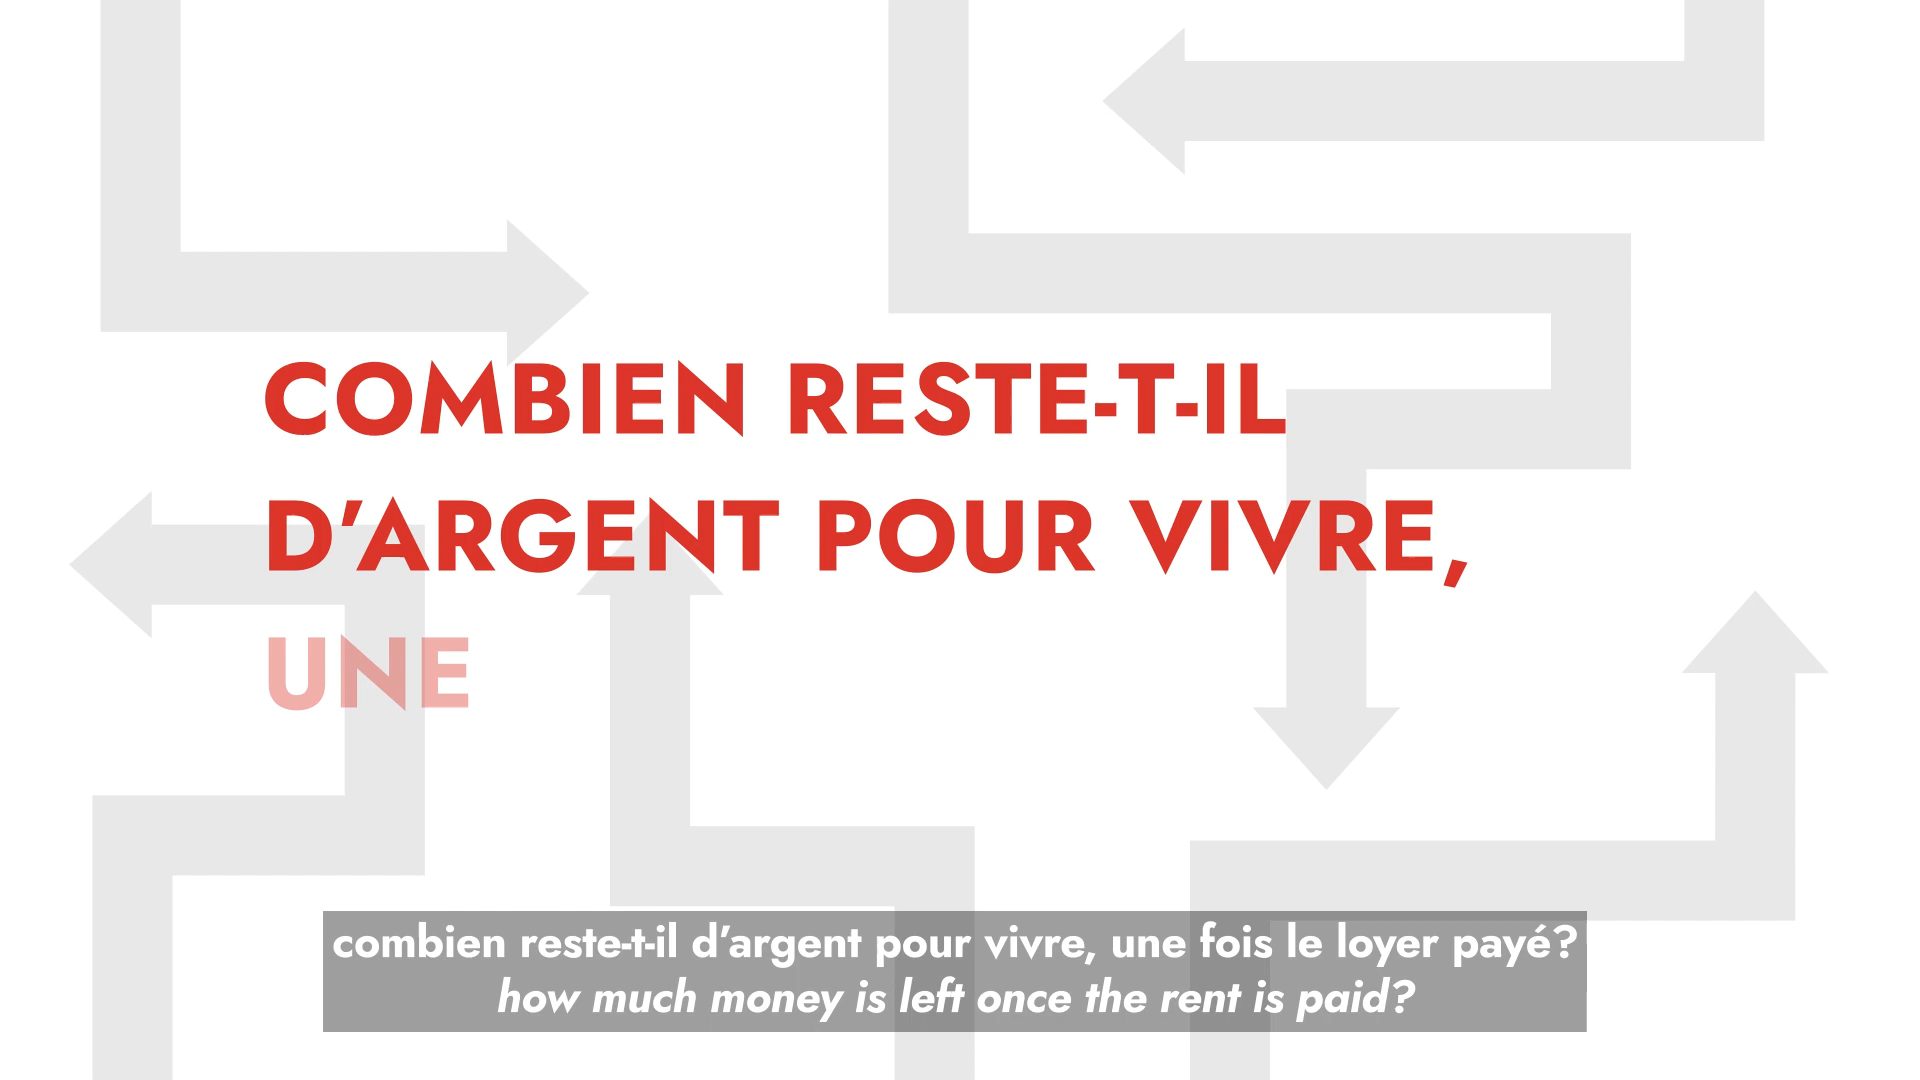 COMBIEN RESTE-T-IL
D'ARGENT POUR VIVRE,
UNE
combien reste-t-il d'argent pour vivre, une fois le loyer payé?
how much money is left once the rent is paid?